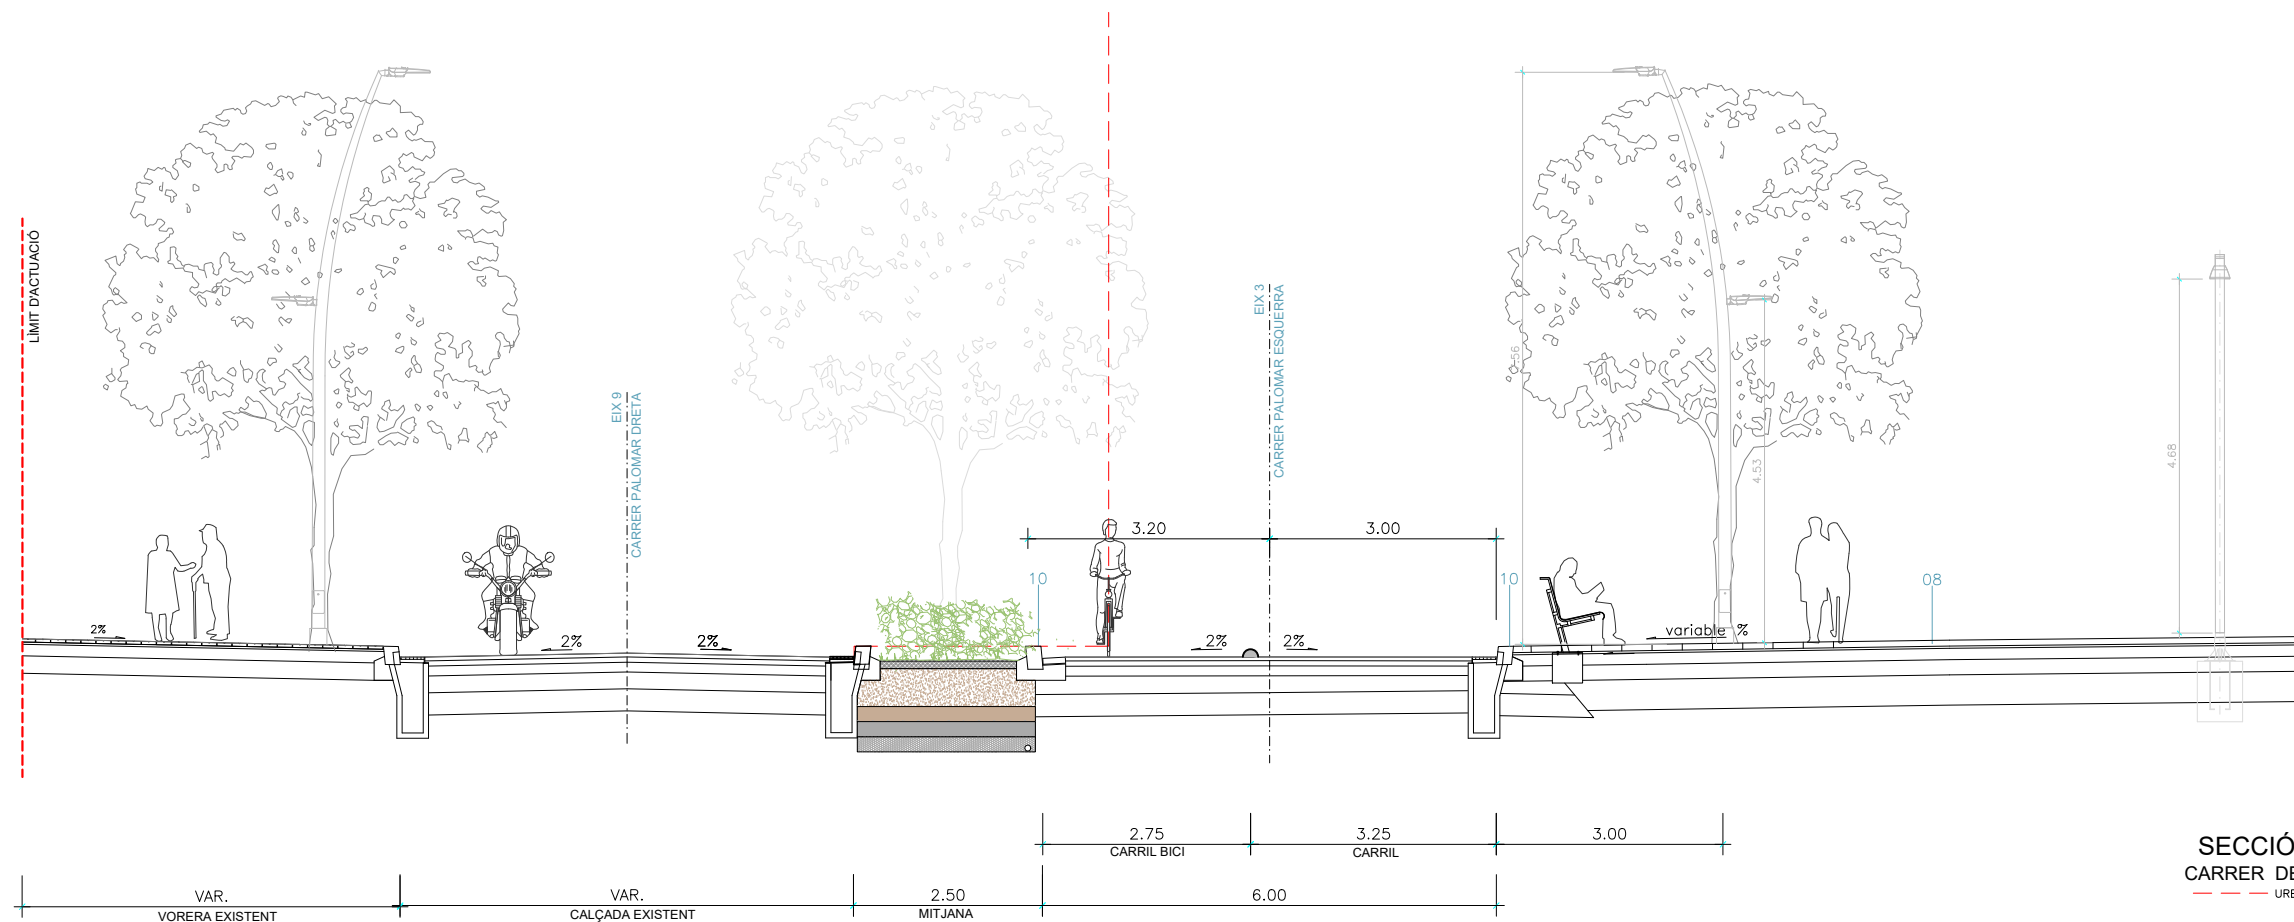 LÍMIT D'ACTUACIÓ
EIX 9
CARRER PALOMAR DRETA
EIX 3
CARRER PALOMAR ESQUERRA
4.53
4.68
3.20
3.00
10
10
08
2%
2%
2%
2%
2%
variable %
2.75
CARRIL BICI
3.25
CARRIL
3.00
VAR.
VORERA EXISTENT
VAR.
CALÇADA EXISTENT
2.50
MITJANA
6.00
SECCIÓ
CARRER DE